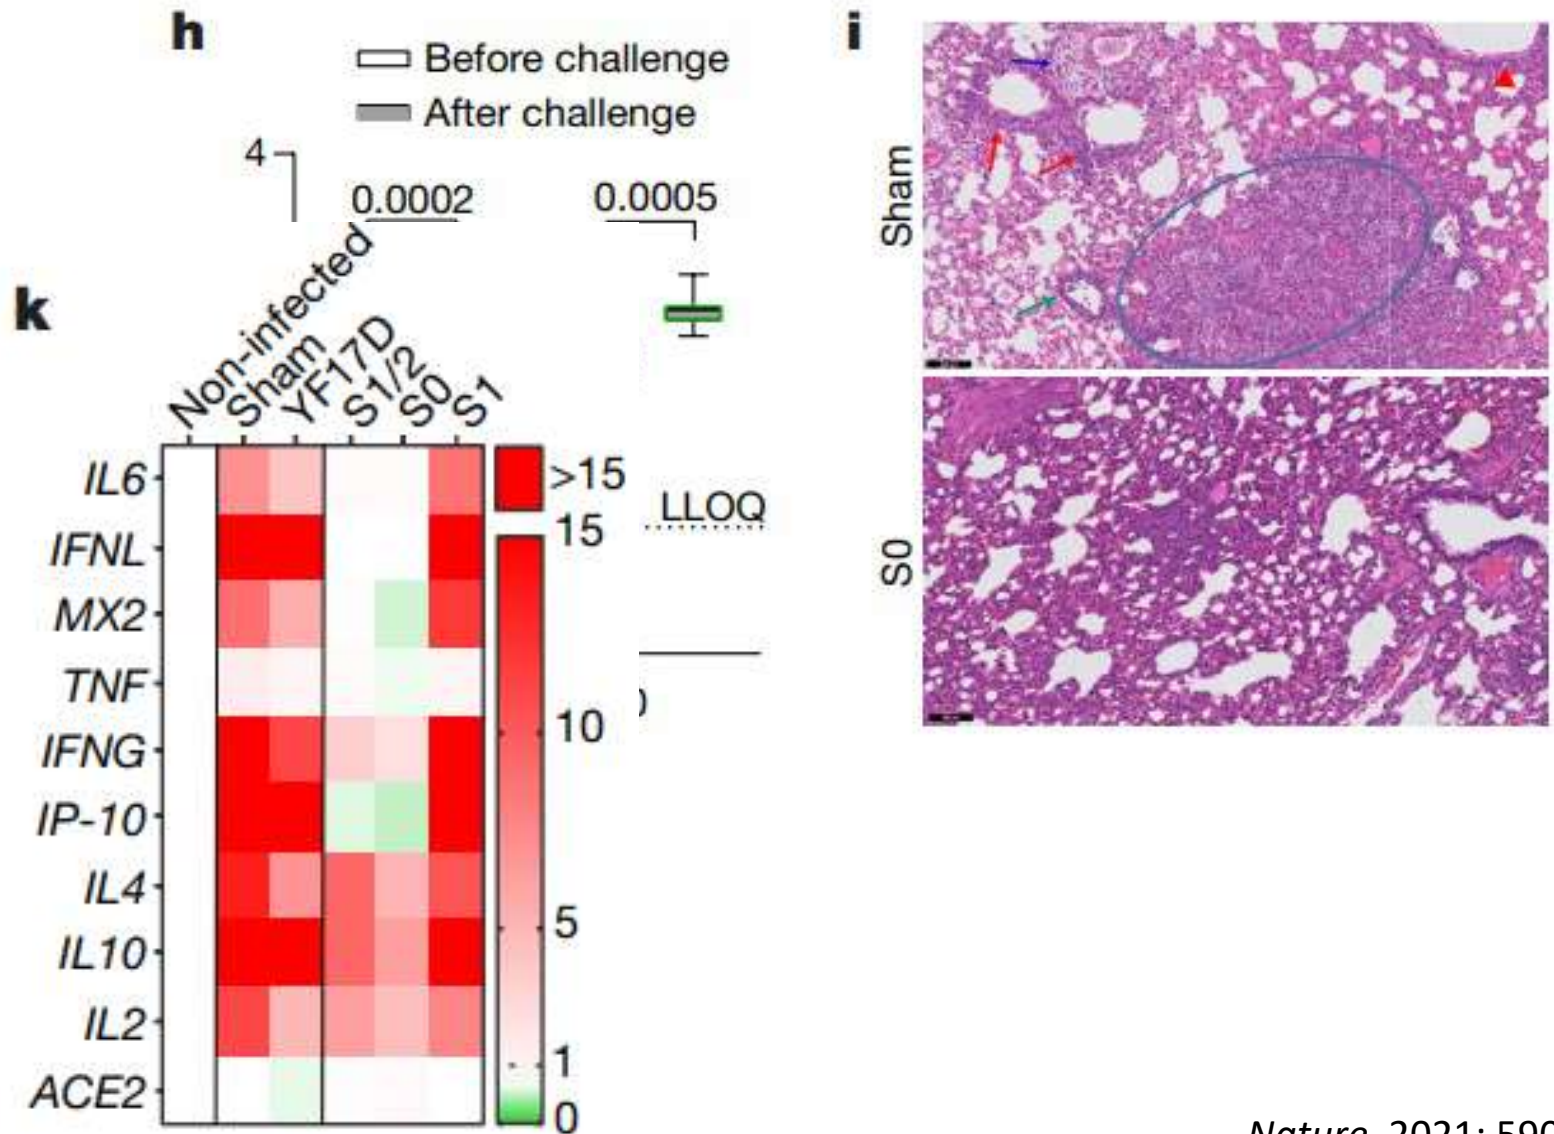 h
Before challenge
After challenge
4
0.0002
0.0005
LLOQ
i
Sham
S0
k
Non-infected
Sham
YF17D
S1/2
S0
S1
IL6
IFNL
MX2
TNF
IFNG
IP-10
IL4
IL10
IL2
ACE2
>15
15
10
5
1
0
Nature. 2021; 590